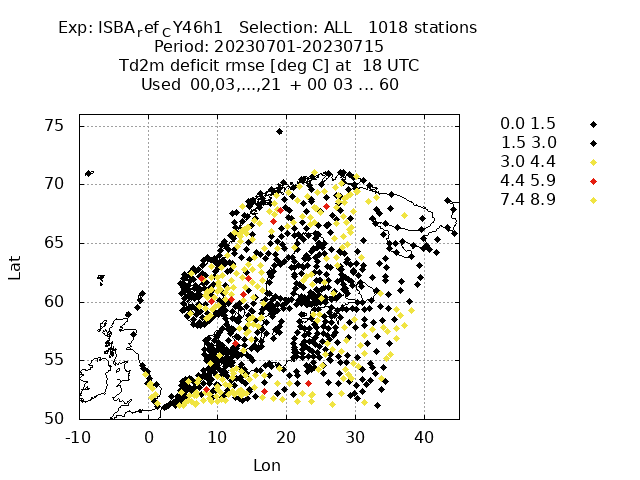 Exp: ISBA_ref_CY46h1 Selection: ALL 1018 stations
Period: 20230701-20230715
Td2m deficit rmse [deg C] at 18 UTC
Used 00,03,...,21 + 00 03 ... 60
0.0 1.5
1.5 3.0
3.0 4.4
4.4 5.9
7.4 8.9
75
70
65
60
55
50
Lat
-10 0 10 20 30 40
Lon